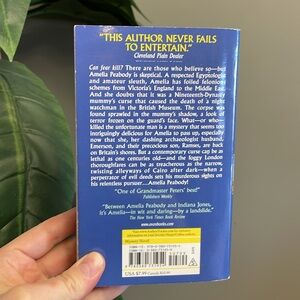 "THIS AUTHOR NEVER FAILS
TO ENTERTAIN."
Cleveland Plain Dealer
Can fear kill? There are those who believe so—but
Amelia Peabody is skeptical. A respected Egyptologist
and amateur sleuth, Amelia has foiled felonious
schemes from Victoria's England to the Middle East.
And she doubts that it was a Nineteenth-Dynasty
mummy's curse that caused the death of a night
watchman in the British Museum. The corpse was
found sprawled in the mummy's shadow, a look of
terror frozen on the guard's face. What—or who—
killed the unfortunate man is a mystery that seems too
intriguingly delicious for Amelia to pass up, especially
now that she, her dashing archaeologist husband,
Emerson, and their precocious son, Ramses, are back
on Britain's shores. But a contemporary curse can be as
lethal as one centuries old—and the foggy London
thoroughfares can be as treacherous as the narrow,
twisting alleyways of Cairo after dark—when a
perpetrator of evil deeds sets his murderous sights on
his relentless pursuer...Amelia Peabody!
"One of Grandmaster Peters' best!"
Publishers Weekly
"Between Amelia Peabody and Indiana Jones,
it's Amelia—in wit and daring—by a landslide."
The New York Times Book Review
Mystery/Novel
USA $7.99